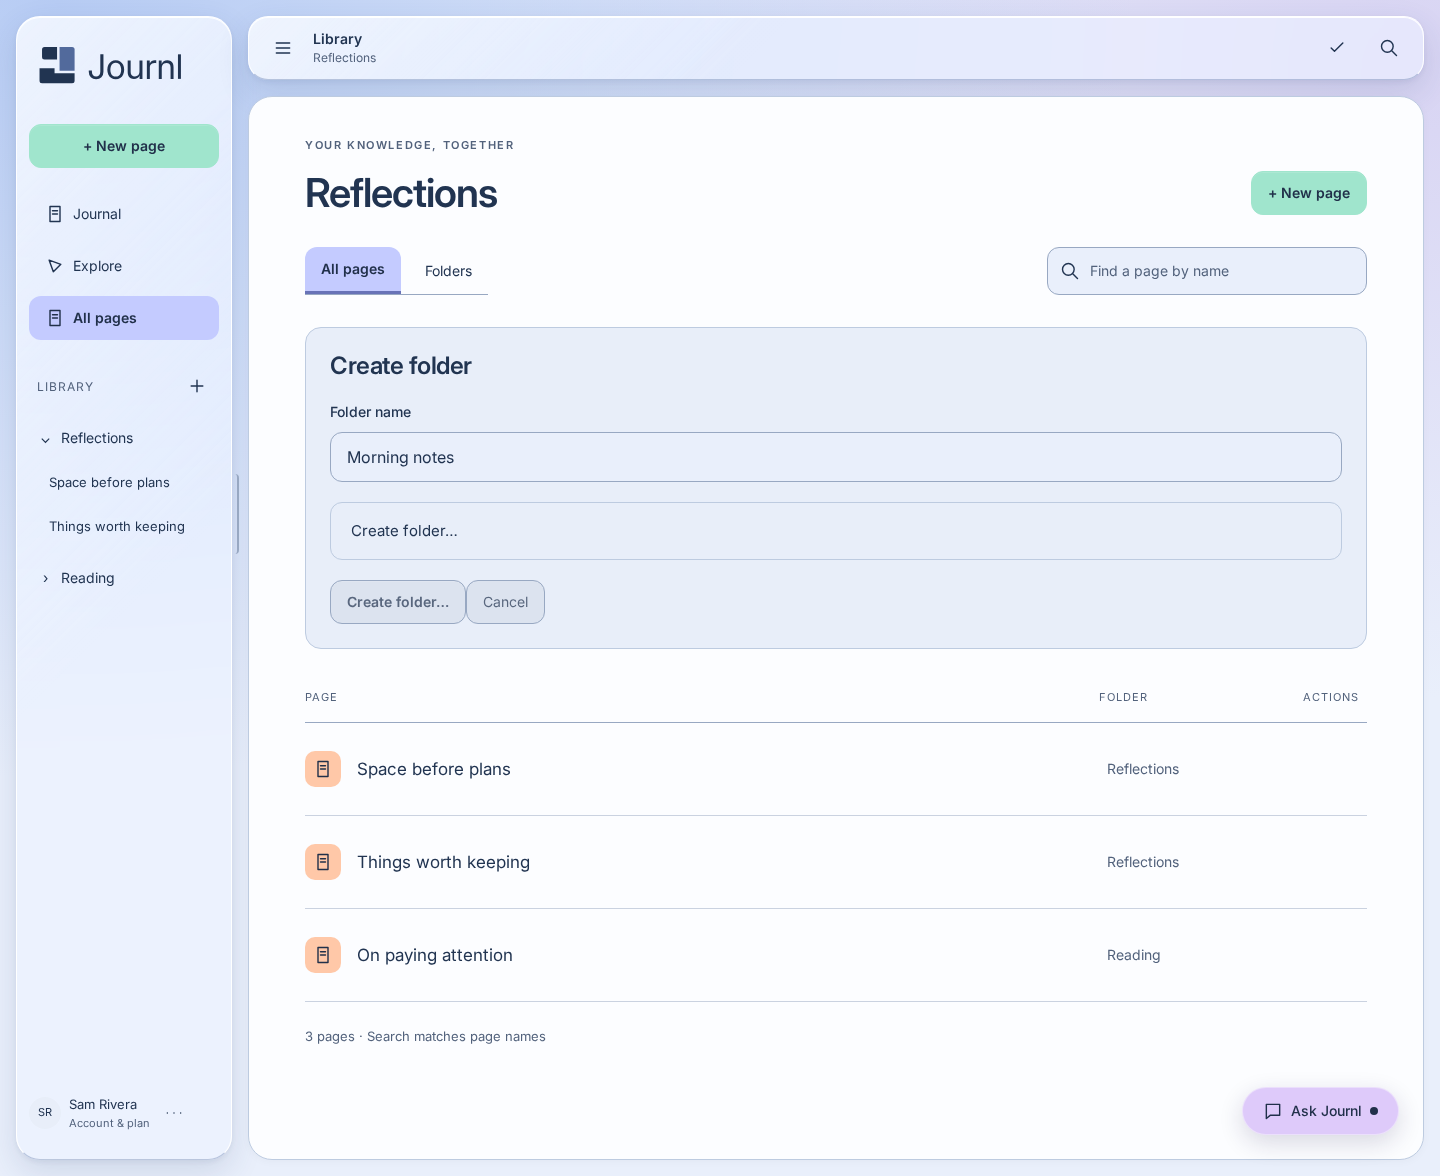 Journl
+ New page
Journal
Explore
All pages
LIBRARY
Reflections
Space before plans
Things worth keeping
Reading
SR
Sam Rivera
Account & plan
...
Library
Reflections
YOUR KNOWLEDGE, TOGETHER
Reflections
+ New page
All pages
Folders
Find a page by name
Create folder
Folder name
Morning notes
Create folder...
Create folder...
Cancel
PAGE
FOLDER
ACTIONS
Space before plans
Reflections
Things worth keeping
Reflections
On paying attention
Reading
3 pages · Search matches page names
Ask Journl